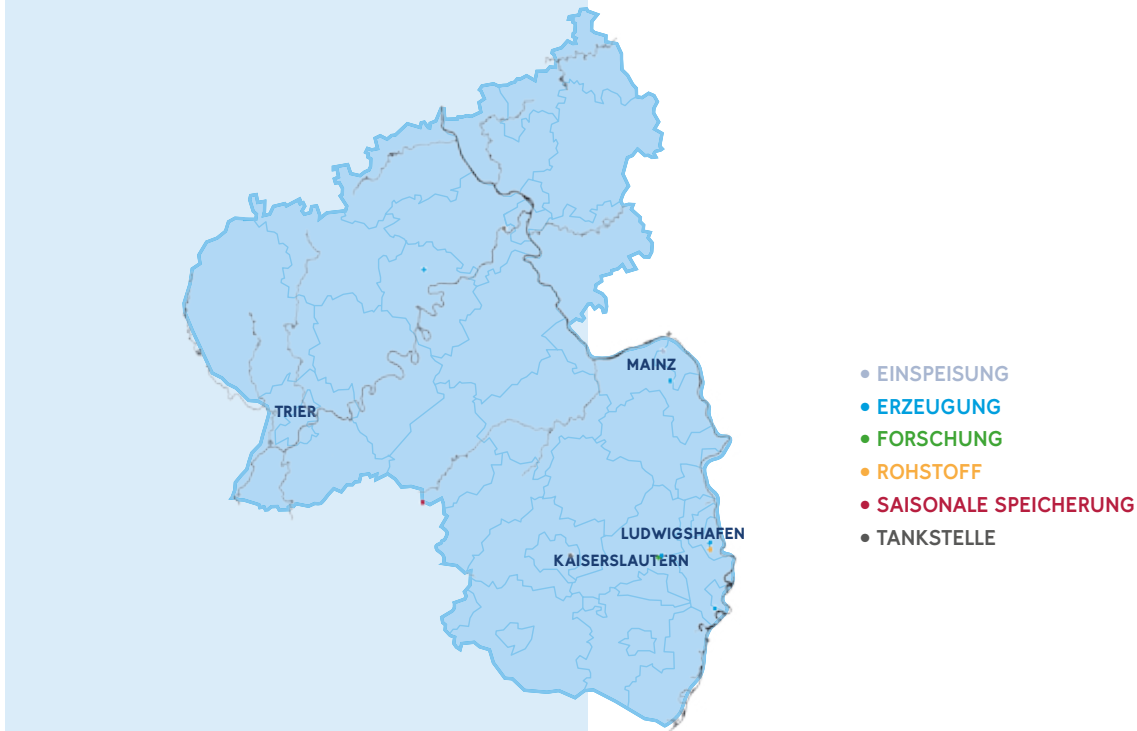 MAINZ
TRIER
LUDWIGSHAFEN
KAISERSLAUTERN
• EINSPEISUNG
• ERZEUGUNG
• FORSCHUNG
• ROHSTOFF
• SAISONALE SPEICHERUNG
• TANKSTELLE